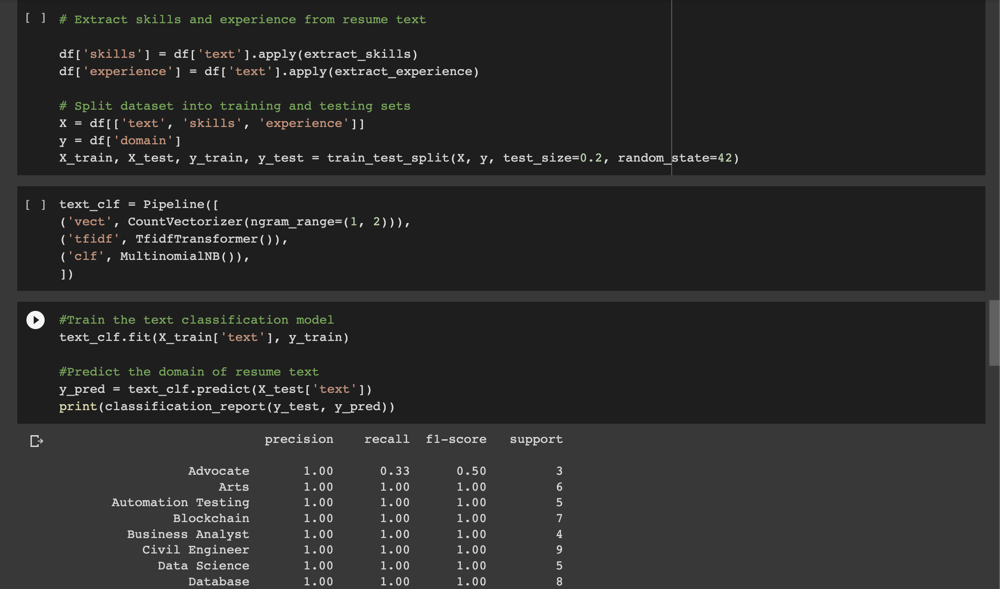 [ ] # Extract skills and experience from resume text
df['skills'] = df['text'].apply(extract_skills)
df['experience'] = df['text'].apply(extract_experience)
# Split dataset into training and testing sets
X = df[['text', 'skills', 'experience']]
y = df['domain']
X_train, X_test, y_train, y_test = train_test_split(X, y, test_size=0.2, random_state=42)
[ ] text_clf = Pipeline([
('vect', CountVectorizer(ngram_range=(1, 2))),
('tfidf', TfidfTransformer()),
('clf', MultinomialNB()),
])
#Train the text classification model
text_clf.fit(X_train['text'], y_train)
#Predict the domain of resume text
y_pred = text_clf.predict(X_test['text'])
print(classification_report(y_test, y_pred))
precision recall f1-score support
Advocate 1.00 0.33 0.50 3
Arts 1.00 1.00 1.00 6
Automation Testing 1.00 1.00 1.00 5
Blockchain 1.00 1.00 1.00 7
Business Analyst 1.00 1.00 1.00 4
Civil Engineer 1.00 1.00 1.00 9
Data Science 1.00 1.00 1.00 5
Database 1.00 1.00 1.00 8